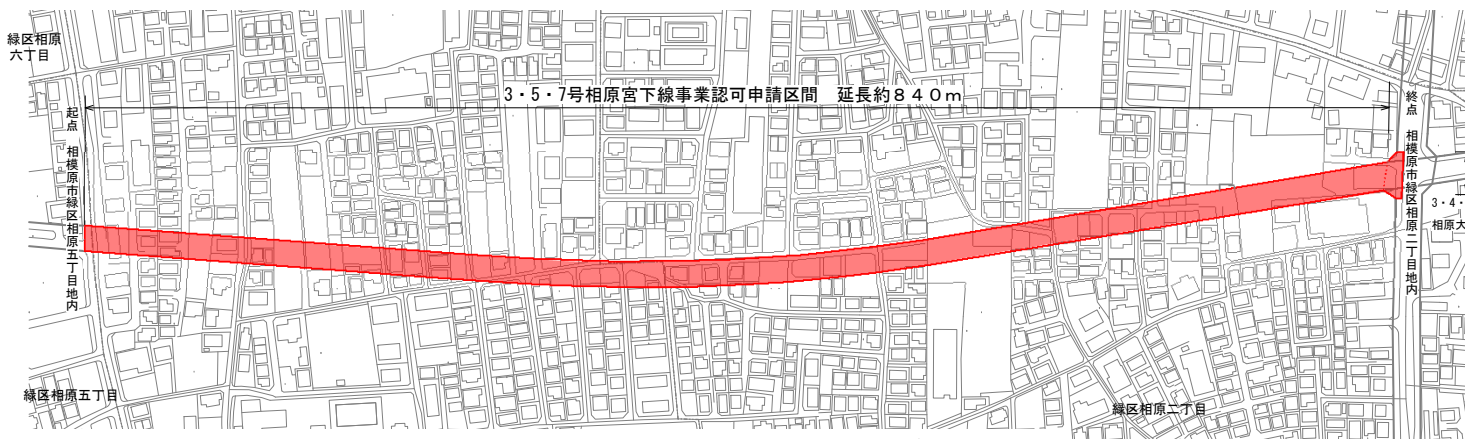 緑区相原
六丁目
3・5・7号相原宮下線事業認可申請区間 延長約840m
起点 相模原市緑区相原五丁目地内
終点 相模原市緑区相原二丁目地内
3・4・
相原大
緑区相原五丁目
緑区相原二丁目